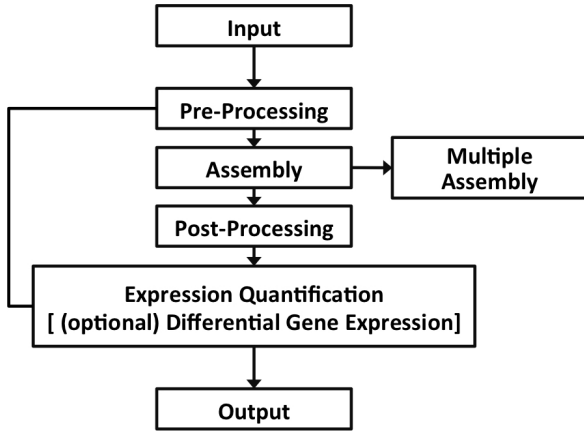 Input
Pre-Processing
Assembly
Multiple
Assembly
Post-Processing
Expression Quantification
[ (optional) Differential Gene Expression]
Output